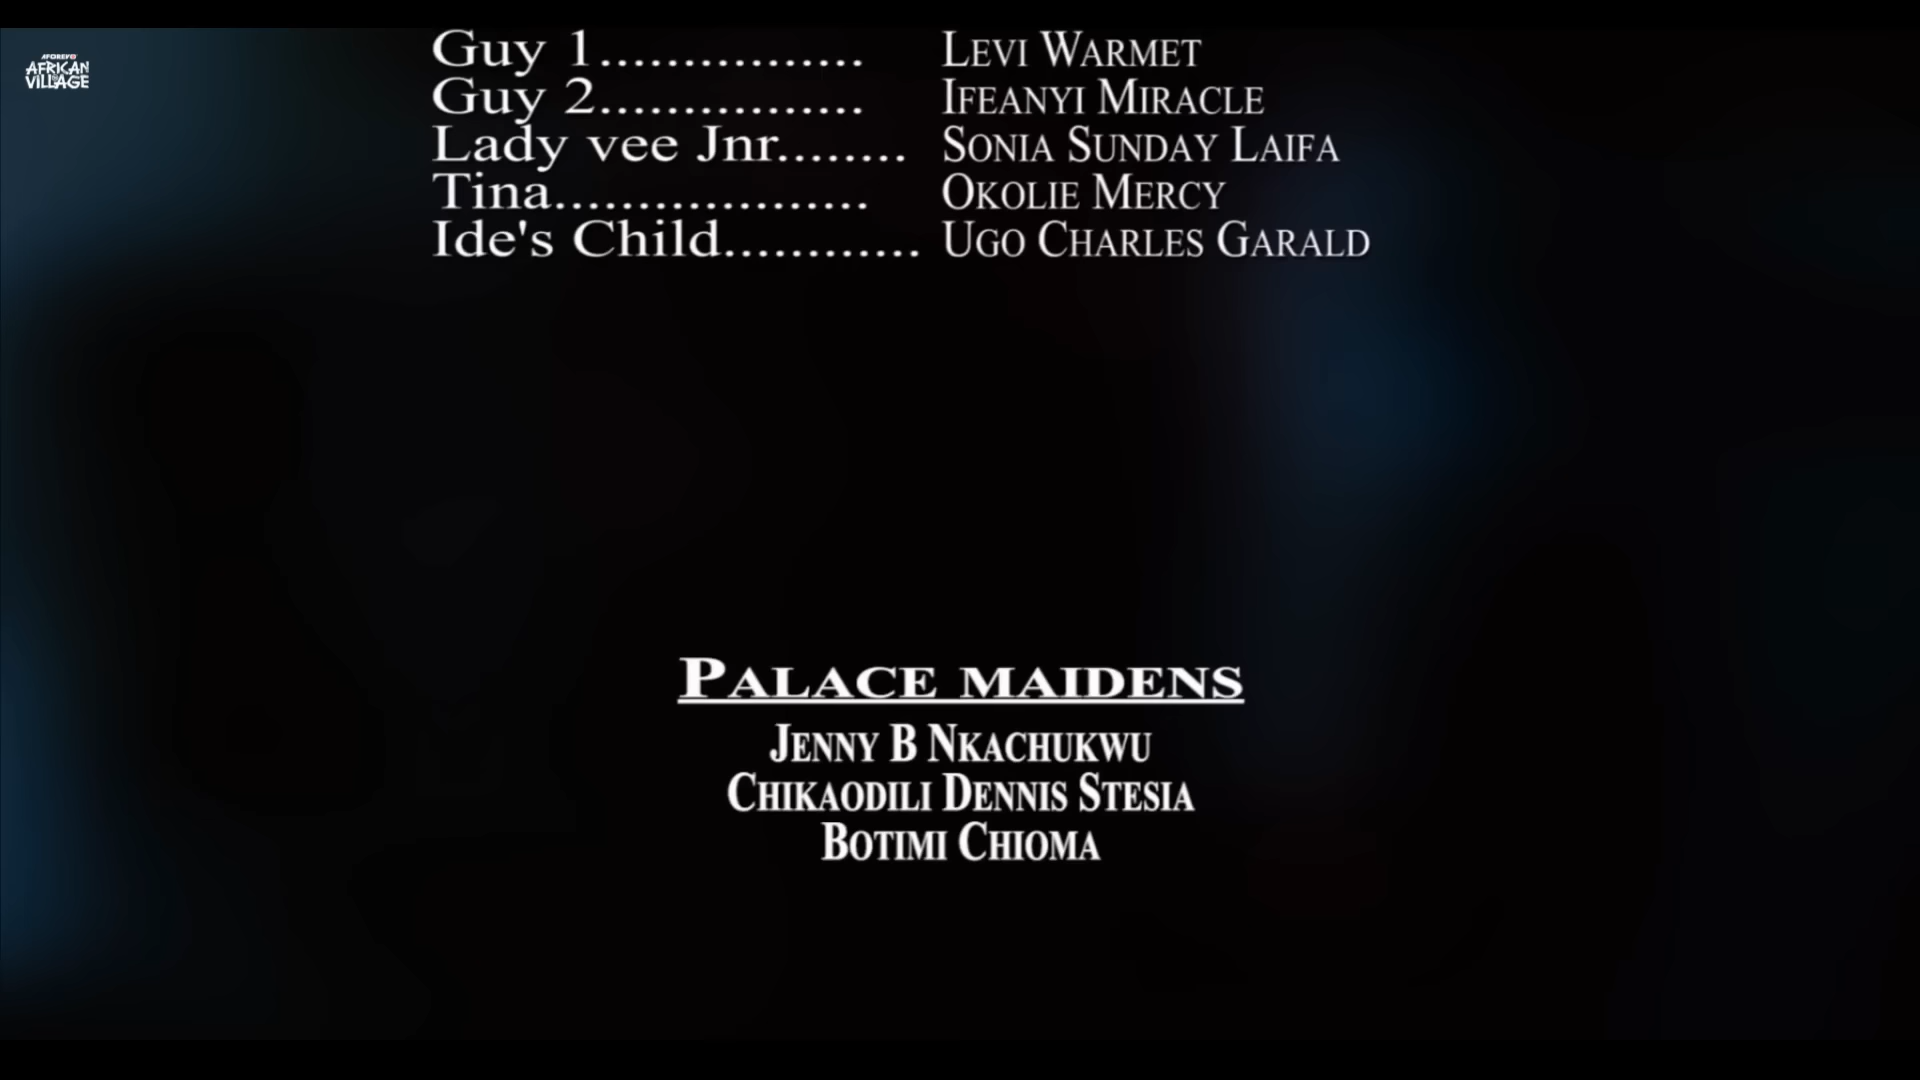 AFOREVO
AFRICAN
VILLAGE
Guy 1................ LEVI WARMET
Guy 2................ IFEANYI MIRACLE
Lady vee Jnr........ SONIA SUNDAY LAIFA
Tina................... OKOLIE MERCY
Ide's Child............ UGO CHARLES GARALD
PALACE MAIDENS
JENNY B NKACHUKWU
CHIKAODILI DENNIS STESIA
BOTIMI CHIOMA